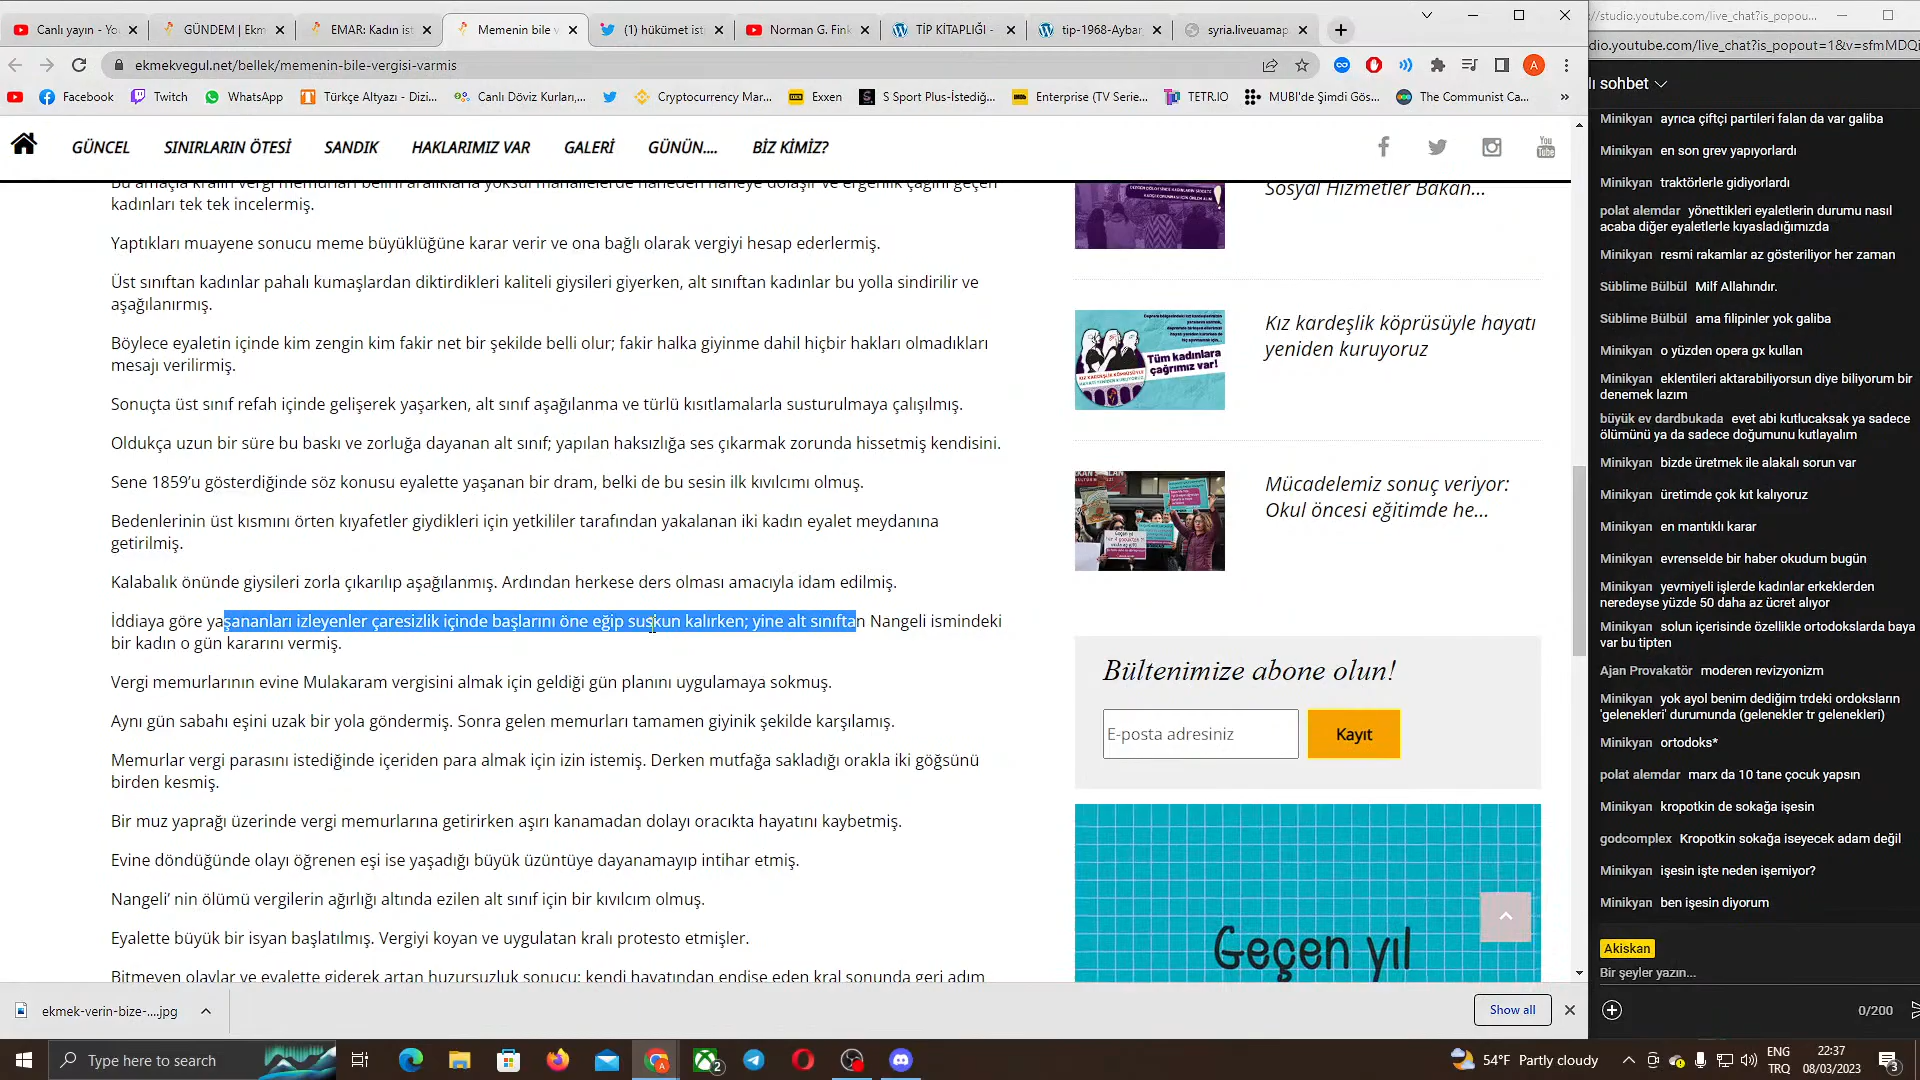 Canlı yayın - Yo
GÜNDEM | Ekm
EMAR: Kadın ist
Memenin bile v
(1) hükümet ist
Norman G. Fink
TİP KİTAPLIĞI -
tip-1968-Aybar
syria.liveuamap
//studio.youtube.com/live_chat?is_popou...
ekmekvegul.net/bellek/memenin-bile-vergisi-varmis
dio.youtube.com/live_chat?is_popout=1&v=sfmMDQi
Facebook
Twitch
WhatsApp
Türkçe Altyazı - Dizi...
Canlı Döviz Kurları,...
Cryptocurrency Mar...
Exxen
S Sport Plus-İstediğ...
Enterprise (TV Serie...
TETR.IO
MUBI'de Şimdi Gös...
The Communist Ca...
GÜNCEL
SINIRLARIN ÖTESİ
SANDIK
HAKLARIMIZ VAR
GALERİ
GÜNÜN....
BİZ KİMİZ?
Bu amaçla kralın vergi memurları belirli aralıklarla yoksul mahallelerde haneden haneye dolaşır ve ergenlik çağını geçen
kadınları tek tek incelermiş.
Yaptıkları muayene sonucu meme büyüklüğüne karar verir ve ona bağlı olarak vergiyi hesap ederlermiş.
Üst sınıftan kadınlar pahalı kumaşlardan diktirdikleri kaliteli giysileri giyerken, alt sınıftan kadınlar bu yolla sindirilir ve
aşağılanırmış.
Böylece eyaletin içinde kim zengin kim fakir net bir şekilde belli olur; fakir halka giyinme dahil hiçbir hakları olmadıkları
mesajı verilirmiş.
Sonuçta üst sınıf refah içinde gelişerek yaşarken, alt sınıf aşağılanma ve türlü kısıtlamalarla susturulmaya çalışılmış.
Oldukça uzun bir süre bu baskı ve zorluğa dayanan alt sınıf; yapılan haksızlığa ses çıkarmak zorunda hissetmiş kendisini.
Sene 1859'u gösterdiğinde söz konusu eyalette yaşanan bir dram, belki de bu sesin ilk kıvılcımı olmuş.
Bedenlerinin üst kısmını örten kıyafetler giydikleri için yetkililer tarafından yakalanan iki kadın eyalet meydanına
getirilmiş.
Kalabalık önünde giysileri zorla çıkarılıp aşağılanmış. Ardından herkese ders olması amacıyla idam edilmiş.
İddiaya göre yaşananları izleyenler çaresizlik içinde başlarını öne eğip suskun kalırken; yine alt sınıftan Nangeli ismindeki
bir kadın o gün kararını vermiş.
Vergi memurlarının evine Mulakaram vergisini almak için geldiği gün planını uygulamaya sokmuş.
Aynı gün sabahı eşini uzak bir yola göndermiş. Sonra gelen memurları tamamen giyinik şekilde karşılamış.
Memurlar vergi parasını istediğinde içeriden para almak için izin istemiş. Derken mutfağa sakladığı orakla iki göğsünü
birden kesmiş.
Bir muz yaprağı üzerinde vergi memurlarına getirirken aşırı kanamadan dolayı oracıkta hayatını kaybetmiş.
Evine döndüğünde olayı öğrenen eşi ise yaşadığı büyük üzüntüye dayanamayıp intihar etmiş.
Nangeli' nin ölümü vergilerin ağırlığı altında ezilen alt sınıf için bir kıvılcım olmuş.
Eyalette büyük bir isyan başlatılmış. Vergiyi koyan ve uygulatan kralı protesto etmişler.
Bitmeyen olaylar ve eyalette giderek artan huzursuzluk sonucu; kendi hayatından endişe eden kral sonunda geri adım
Sosyal Hizmetler Bakan...
Tüm kadınlara
çağrımız var!
Kız kardeşlik köprüsüyle hayatı
yeniden kuruyoruz
Mücadelemiz sonuç veriyor:
Okul öncesi eğitimde he...
Bültenimize abone olun!
E-posta adresiniz
Kayıt
Geçen yıl
lı sohbet
Minikyan ayrıca çiftçi partileri falan da var galiba
Minikyan en son grev yapıyorlardı
Minikyan traktörlerle gidiyorlardı
polat alemdar yönettikleri eyaletlerin durumu nasıl
acaba diğer eyaletlerle kıyasladığımızda
Minikyan resmi rakamlar az gösteriliyor her zaman
Süblime Bülbül Milf Allahındır.
Süblime Bülbül ama filipinler yok galiba
Minikyan o yüzden opera gx kullan
Minikyan eklentileri aktarabiliyorsun diye biliyorum bir
denemek lazım
büyük ev dardbukada evet abi kutlucaksak ya sadece
ölümünü ya da sadece doğumunu kutlayalım
Minikyan bizde üretmek ile alakalı sorun var
Minikyan üretimde çok kıt kalıyoruz
Minikyan en mantıklı karar
Minikyan evrenselde bir haber okudum bugün
Minikyan yevmiyeli işlerde kadınlar erkeklerden
neredeyse yüzde 50 daha az ücret alıyor
Minikyan solun içerisinde özellikle ortodokslarda baya
var bu tipten
Ajan Provakatör moderen revizyonizm
Minikyan yok ayol benim dediğim trdeki ordoksların
'gelenekleri' durumunda (gelenekler tr gelenekleri)
Minikyan ortodoks*
polat alemdar marx da 10 tane çocuk yapsın
Minikyan kropotkin de sokağa işesin
godcomplex Kropotkin sokağa iseyecek adam değil
Minikyan işesin işte neden işemiyor?
Minikyan ben işesin diyorum
Akiskan
Bir şeyler yazın...
0/200
ekmek-verin-bize-....jpg
Show all
Type here to search
2
54°F Partly cloudy
ENG
TRQ
22:37
08/03/2023
3